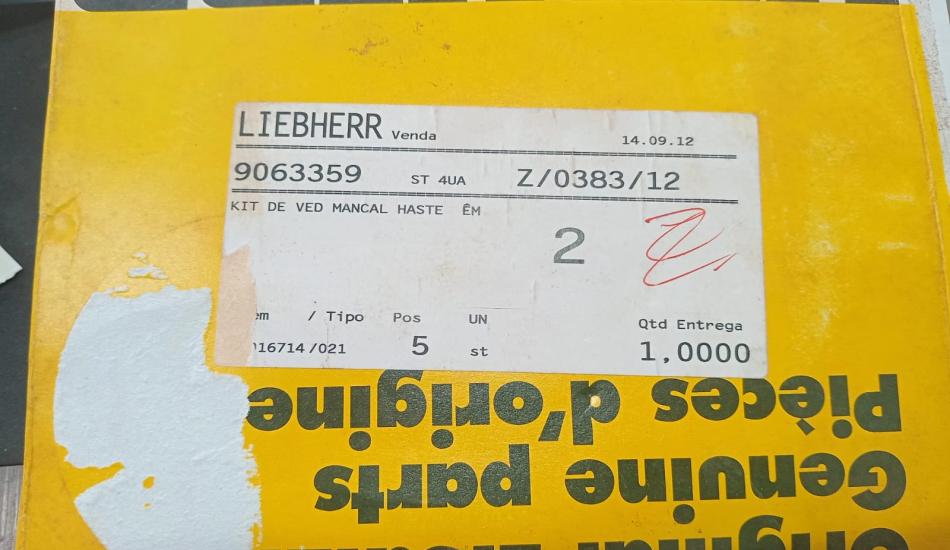 LIEBHERR Venda 14.09.12
9063359 ST 4UA Z/0383/12
KIT DE VED MANCAL HASTE ÊM
2
/ Tipo Pos UN Qtd Entrega
16714/021 5 st 1,0000
Pièces d'origine
Genuine parts